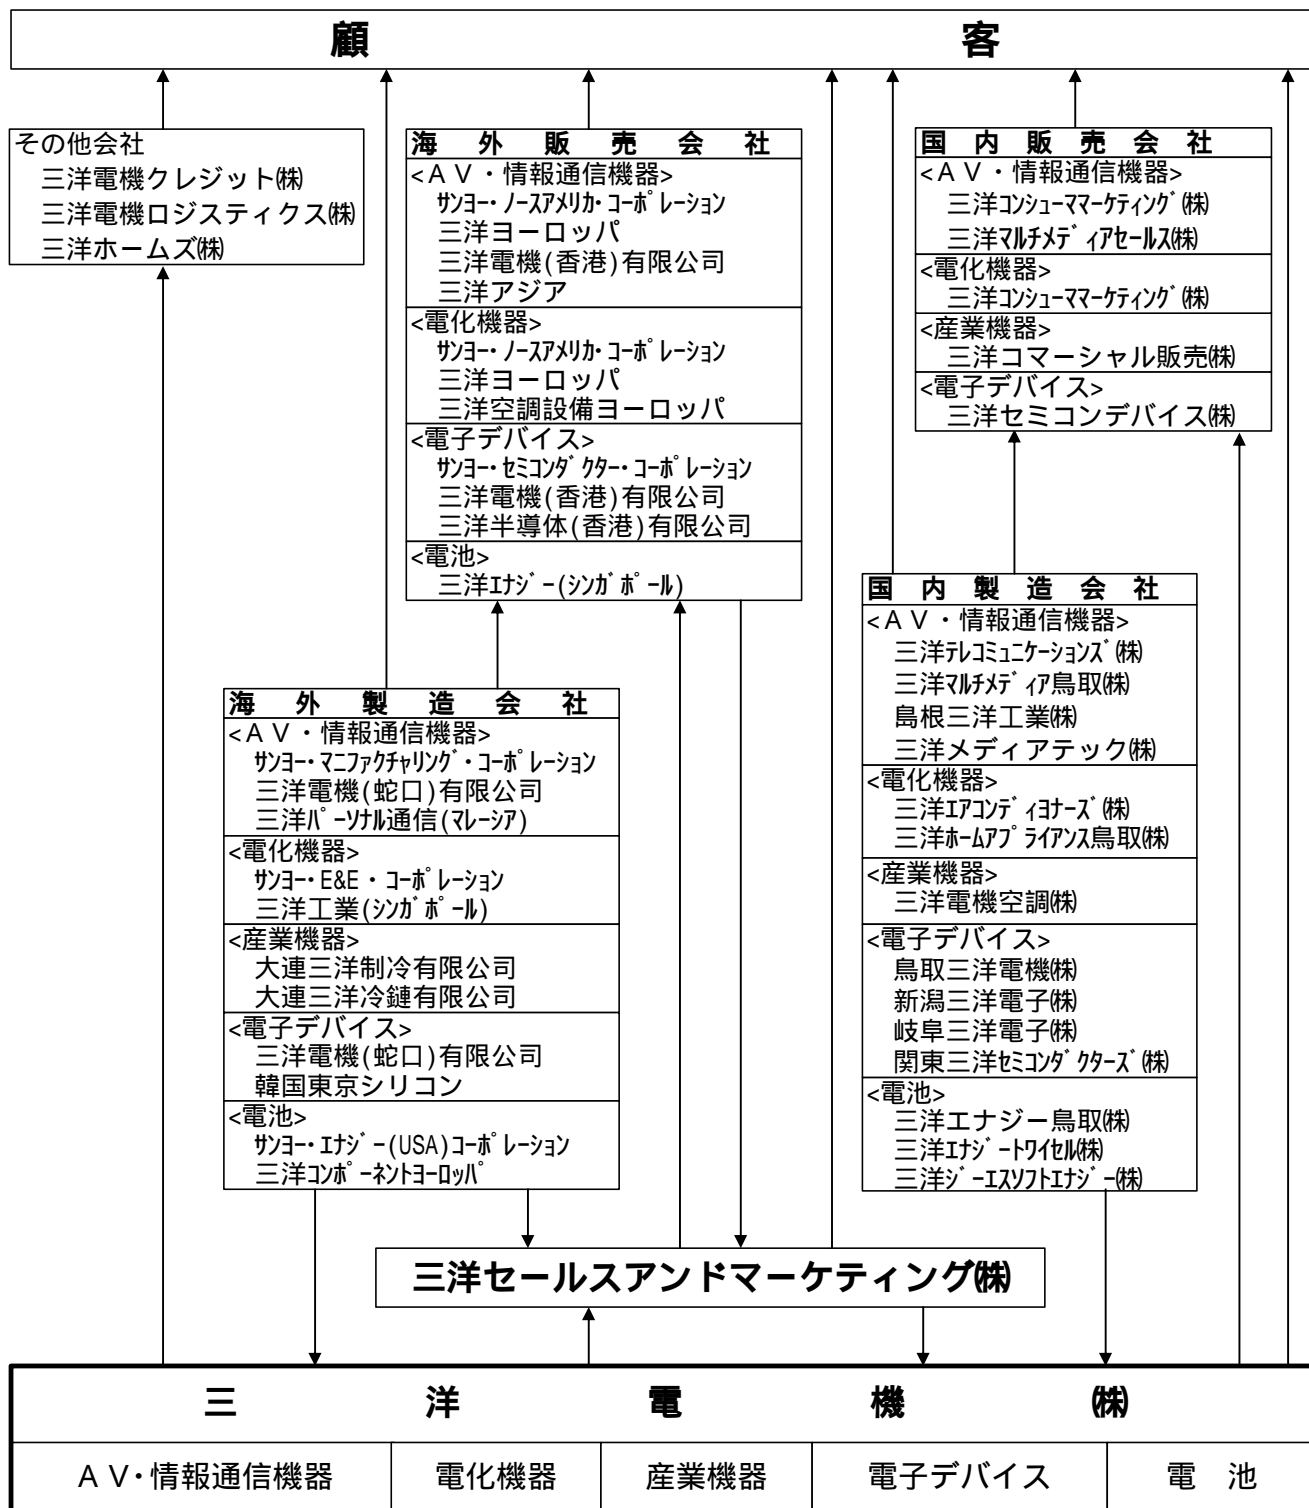 顧客
その他会社
三洋電機クレジット㈱
三洋電機ロジスティクス㈱
三洋ホームズ㈱
海外販売会社
<ＡＶ・情報通信機器>
ｻﾝﾖｰ･ﾉｰｽｱﾒﾘｶ･ｺｰﾎﾟﾚｰｼｮﾝ
三洋ヨーロッパ
三洋電機(香港)有限公司
三洋アジア
<電化機器>
ｻﾝﾖｰ･ﾉｰｽｱﾒﾘｶ･ｺｰﾎﾟﾚｰｼｮﾝ
三洋ヨーロッパ
三洋空調設備ヨーロッパ
<電子デバイス>
ｻﾝﾖｰ･ｾﾐｺﾝﾀﾞｸﾀｰ･ｺｰﾎﾟﾚｰｼｮﾝ
三洋電機(香港)有限公司
三洋半導体(香港)有限公司
<電池>
三洋ｴﾅｼﾞｰ(ｼﾝｶﾞﾎﾟｰﾙ)
国内販売会社
<ＡＶ・情報通信機器>
三洋ｺﾝｼｭｰﾏﾏｰｹﾃｨﾝｸﾞ㈱
三洋ﾏﾙﾁﾒﾃﾞｨｱｾｰﾙｽ㈱
<電化機器>
三洋ｺﾝｼｭｰﾏﾏｰｹﾃｨﾝｸﾞ㈱
<産業機器>
三洋コマーシャル販売㈱
<電子デバイス>
三洋セミコンデバイス㈱
海外製造会社
<ＡＶ・情報通信機器>
ｻﾝﾖｰ･ﾏﾆﾌｧｸﾁｬﾘﾝｸﾞ･ｺｰﾎﾟﾚｰｼｮﾝ
三洋電機(蛇口)有限公司
三洋ﾊﾟｰｿﾅﾙ通信(ﾏﾚｰｼｱ)
<電化機器>
ｻﾝﾖｰ･E&E・ｺｰﾎﾟﾚｰｼｮﾝ
三洋工業(ｼﾝｶﾞﾎﾟｰﾙ)
<産業機器>
大連三洋制冷有限公司
大連三洋冷鏈有限公司
<電子デバイス>
三洋電機(蛇口)有限公司
韓国東京シリコン
<電池>
ｻﾝﾖｰ･ｴﾅｼﾞｰ(USA)ｺｰﾎﾟﾚｰｼｮﾝ
三洋ｺﾝﾎﾟｰﾈﾝﾄﾖｰﾛｯﾊﾟ
国内製造会社
<ＡＶ・情報通信機器>
三洋ﾃﾚｺﾐｭﾆｹｰｼｮﾝｽﾞ㈱
三洋ﾏﾙﾁﾒﾃﾞｨｱ鳥取㈱
島根三洋工業㈱
三洋メディアテック㈱
<電化機器>
三洋ｴｱｺﾝﾃﾞｨｮﾅｰｽﾞ㈱
三洋ﾎｰﾑｱﾌﾟﾗｲｱﾝｽ鳥取㈱
<産業機器>
三洋電機空調㈱
<電子デバイス>
鳥取三洋電機㈱
新潟三洋電子㈱
岐阜三洋電子㈱
関東三洋ｾﾐｺﾝﾀﾞｸﾀｰｽﾞ㈱
<電池>
三洋エナジー鳥取㈱
三洋ｴﾅｼﾞｰﾄﾜｲｾﾙ㈱
三洋ｼﾞｰｴｽｿﾌﾄｴﾅｼﾞｰ㈱
三洋セールスアンドマーケティング㈱
三洋電機㈱
ＡＶ･情報通信機器 電化機器 産業機器 電子デバイス 電池